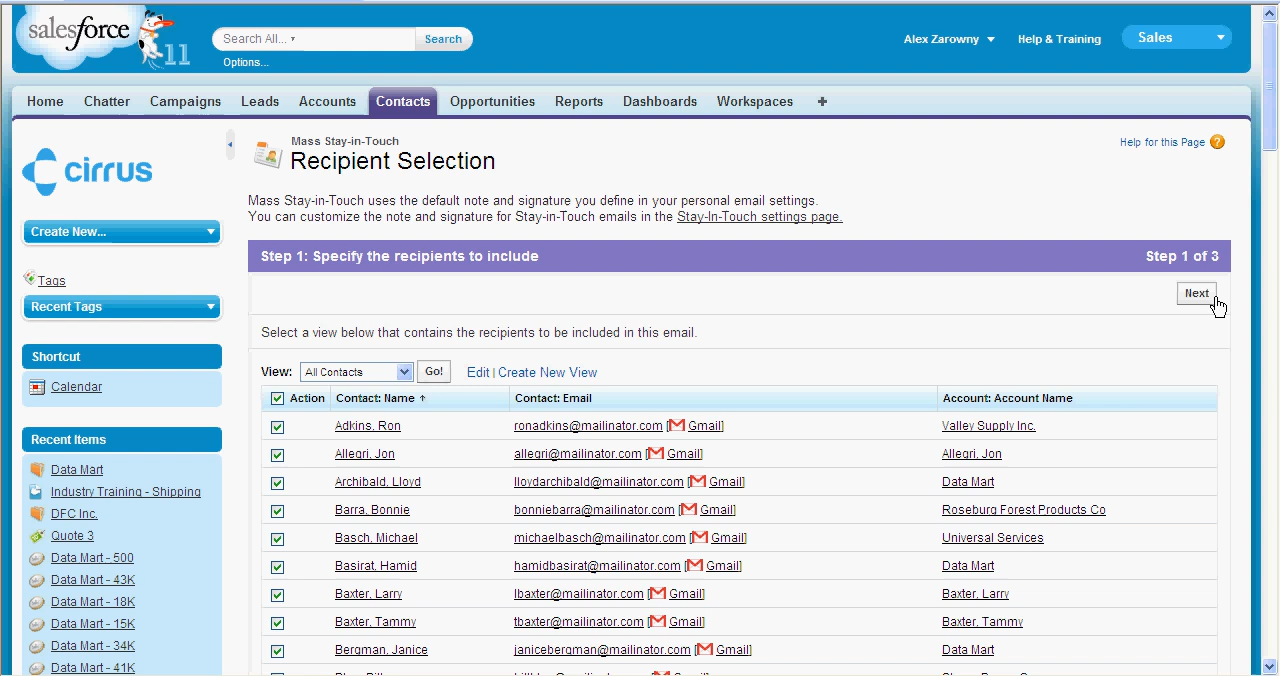 salesforce 11
Search All...
Search
Options...
Alex Zarowny
Help & Training
Sales
Home Chatter Campaigns Leads Accounts Contacts Opportunities Reports Dashboards Workspaces +
cirrus
Create New...
Tags
Recent Tags
Shortcut
Calendar
Recent Items
Data Mart
Industry Training - Shipping
DFC Inc.
Quote 3
Data Mart - 500
Data Mart - 43K
Data Mart - 18K
Data Mart - 15K
Data Mart - 34K
Data Mart - 41K
Mass Stay-in-Touch
Recipient Selection
Help for this Page ?
Mass Stay-in-Touch uses the default note and signature you define in your personal email settings.
You can customize the note and signature for Stay-in-Touch emails in the Stay-In-Touch settings page.
Step 1: Specify the recipients to include Step 1 of 3
Next
Select a view below that contains the recipients to be included in this email.
View: All Contacts Go! Edit | Create New View
Action Contact: Name ↑ Contact: Email Account: Account Name
Adkins, Ron ronadkins@mailinator.com [Gmail] Valley Supply Inc.
Allegri, Jon allegri@mailinator.com [Gmail] Allegri, Jon
Archibald, Lloyd lloydarchibald@mailinator.com [Gmail] Data Mart
Barra, Bonnie bonniebarra@mailinator.com [Gmail] Roseburg Forest Products Co
Basch, Michael michaelbasch@mailinator.com [Gmail] Universal Services
Basirat, Hamid hamidbasirat@mailinator.com [Gmail] Data Mart
Baxter, Larry lbaxter@mailinator.com [Gmail] Baxter, Larry
Baxter, Tammy tbaxter@mailinator.com [Gmail] Baxter, Tammy
Bergman, Janice janicebergman@mailinator.com [Gmail] Data Mart